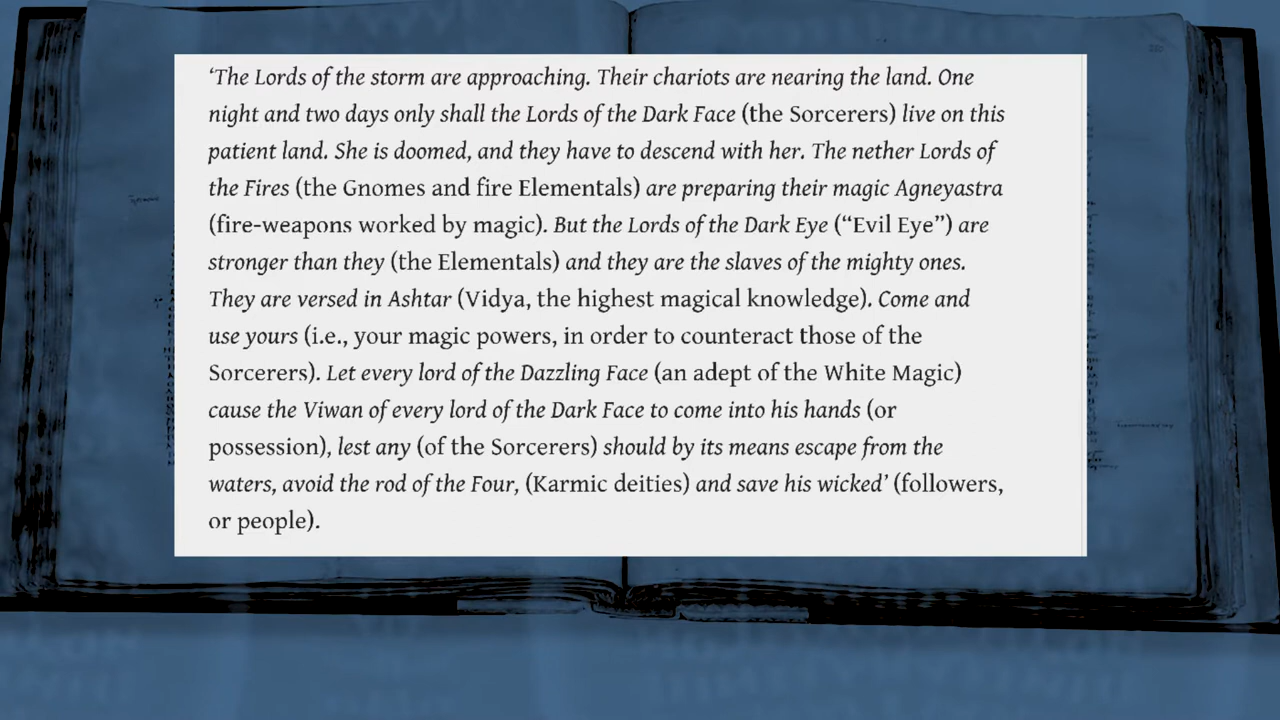 ‘The Lords of the storm are approaching. Their chariots are nearing the land. One
night and two days only shall the Lords of the Dark Face (the Sorcerers) live on this
patient land. She is doomed, and they have to descend with her. The nether Lords of
the Fires (the Gnomes and fire Elementals) are preparing their magic Agneyastra
(fire-weapons worked by magic). But the Lords of the Dark Eye (“Evil Eye”) are
stronger than they (the Elementals) and they are the slaves of the mighty ones.
They are versed in Ashtar (Vidya, the highest magical knowledge). Come and
use yours (i.e., your magic powers, in order to counteract those of the
Sorcerers). Let every lord of the Dazzling Face (an adept of the White Magic)
cause the Viwan of every lord of the Dark Face to come into his hands (or
possession), lest any (of the Sorcerers) should by its means escape from the
waters, avoid the rod of the Four, (Karmic deities) and save his wicked’ (followers,
or people).